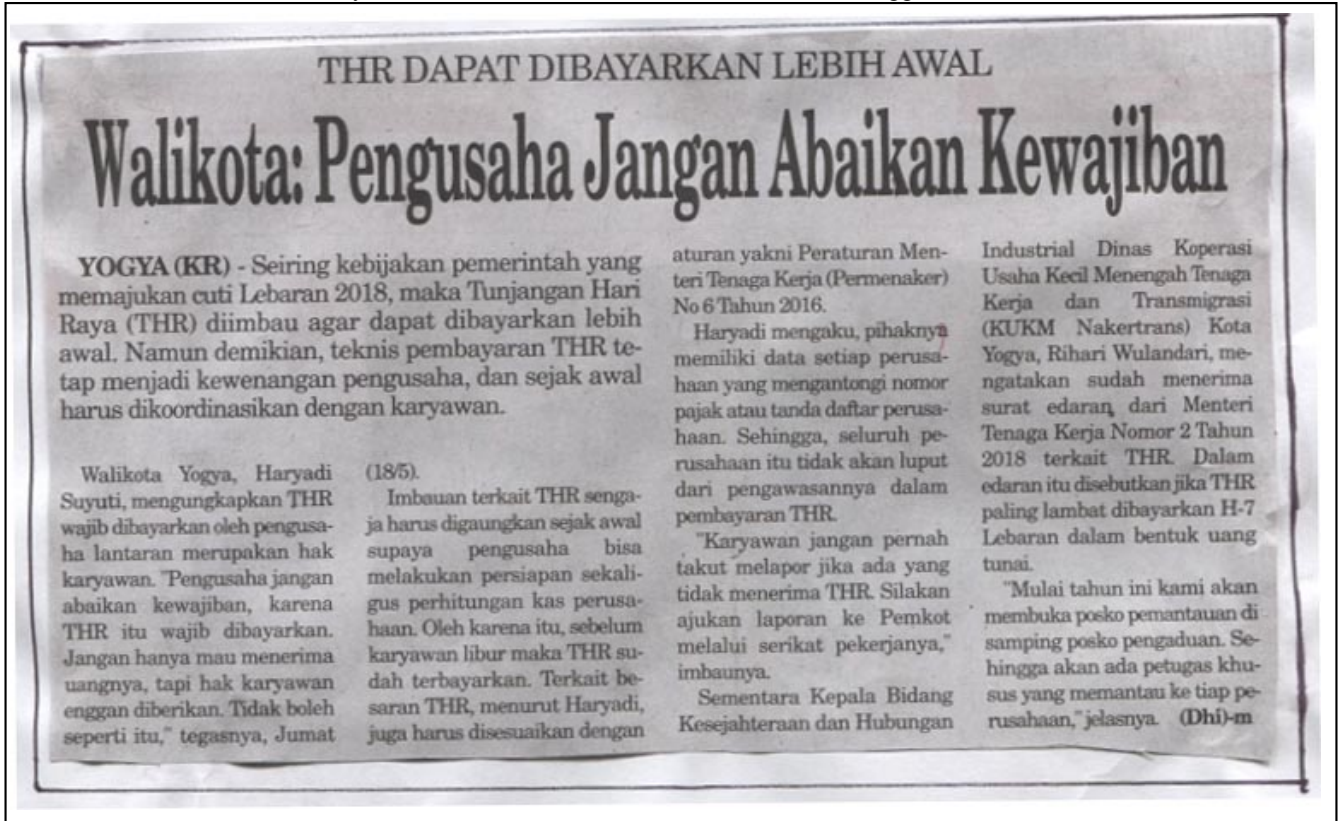 THR DAPAT DIBAYARKAN LEBIH AWAL
Walikota: Pengusaha Jangan Abaikan Kewajiban
YOGYA (KR) - Seiring kebijakan pemerintah yang
memajukan cuti Lebaran 2018, maka Tunjangan Hari
Raya (THR) diimbau agar dapat dibayarkan lebih
awal. Namun demikian, teknis pembayaran THR te-
tap menjadi kewenangan pengusaha, dan sejak awal
harus dikoordinasikan dengan karyawan.
Walikota Yogya, Haryadi
Suyuti, mengungkapkan THR
wajib dibayarkan oleh pengusa-
ha lantaran merupakan hak
karyawan. "Pengusaha jangan
abaikan kewajiban, karena
THR itu wajib dibayarkan.
Jangan hanya mau menerima
uangnya, tapi hak karyawan
enggan diberikan. Tidak boleh
seperti itu," tegasnya, Jumat
(18/5).
Imbauan terkait THR senga-
ja harus digaungkan sejak awal
supaya pengusaha bisa
melakukan persiapan sekali-
gus perhitungan kas perusa-
haan. Oleh karena itu, sebelum
karyawan libur maka THR su-
dah terbayarkan. Terkait be-
saran THR, menurut Haryadi,
juga harus disesuaikan dengan
aturan yakni Peraturan Men-
teri Tenaga Kerja (Permenaker)
No 6 Tahun 2016.
Haryadi mengaku, pihaknya
memiliki data setiap perusa-
haan yang mengantongi nomor
pajak atau tanda daftar perusa-
haan. Sehingga, seluruh pe-
rusahaan itu tidak akan luput
dari pengawasannya dalam
pembayaran THR.
"Karyawan jangan pernah
takut melapor jika ada yang
tidak menerima THR. Silakan
ajukan laporan ke Pemkot
melalui serikat pekerjanya,"
imbaunya.
Sementara Kepala Bidang
Kesejahteraan dan Hubungan
Industrial Dinas Koperasi
Usaha Kecil Menengah Tenaga
Kerja dan Transmigrasi
(KUKM Nakertrans) Kota
Yogya, Rihari Wulandari, me-
ngatakan sudah menerima
surat edaran dari Menteri
Tenaga Kerja Nomor 2 Tahun
2018 terkait THR. Dalam
edaran itu disebutkan jika THR
paling lambat dibayarkan H-7
Lebaran dalam bentuk uang
tunai.
"Mulai tahun ini kami akan
membuka posko pemantauan di
samping posko pengaduan. Se-
hingga akan ada petugas khu-
sus yang memantau ke tiap pe-
rusahaan," jelasnya. (Dhi)-m